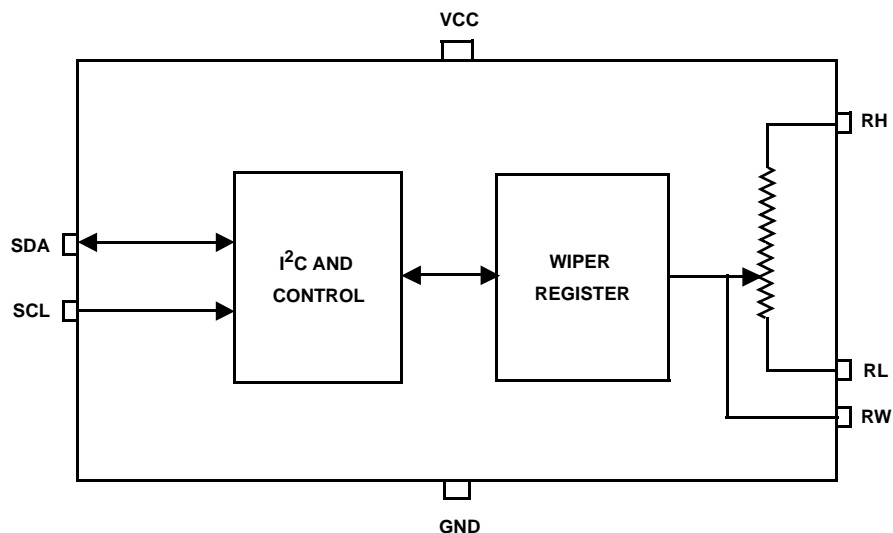 VCC
RH
SDA
I²C AND
CONTROL
WIPER
REGISTER
SCL
RL
RW
GND